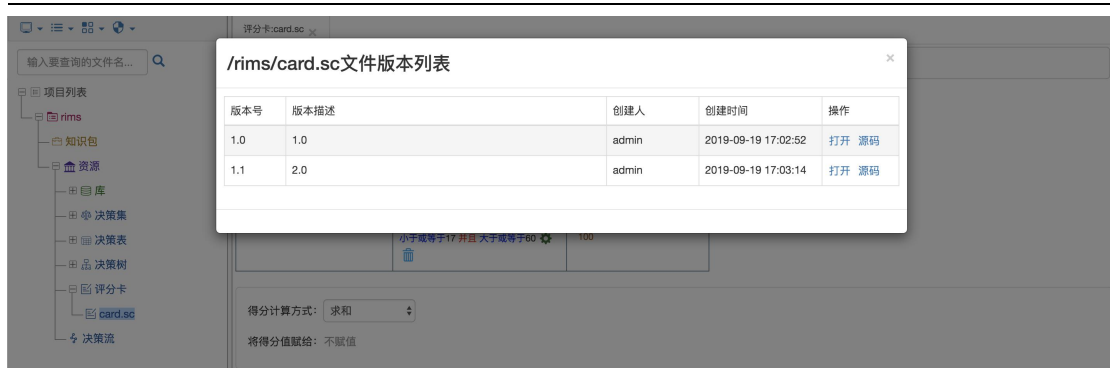 评分卡:card.sc
输入要查询的文件名...
项目列表
rims
知识包
资源
库
决策集
决策表
决策树
评分卡
card.sc
决策流
/rims/card.sc文件版本列表 ×
版本号 版本描述 创建人 创建时间 操作
1.0 1.0 admin 2019-09-19 17:02:52 打开 源码
1.1 2.0 admin 2019-09-19 17:03:14 打开 源码
小于或等于17 并且 大于或等于60 100
得分计算方式： 求和
将得分值赋给： 不赋值